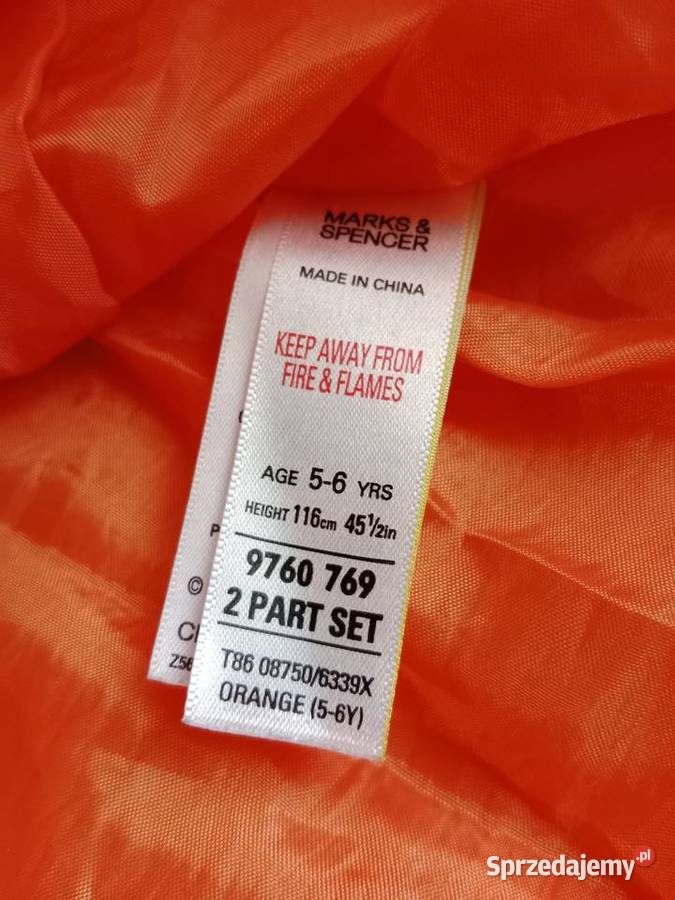 MARKS &
SPENCER
MADE IN CHINA
KEEP AWAY FROM
FIRE & FLAMES
AGE 5-6 YRS
HEIGHT 116cm 45½in
9760 769
2 PART SET
T86 08750/6339X
ORANGE (5-6Y)
©
Z56
Sprzedajemy.pl